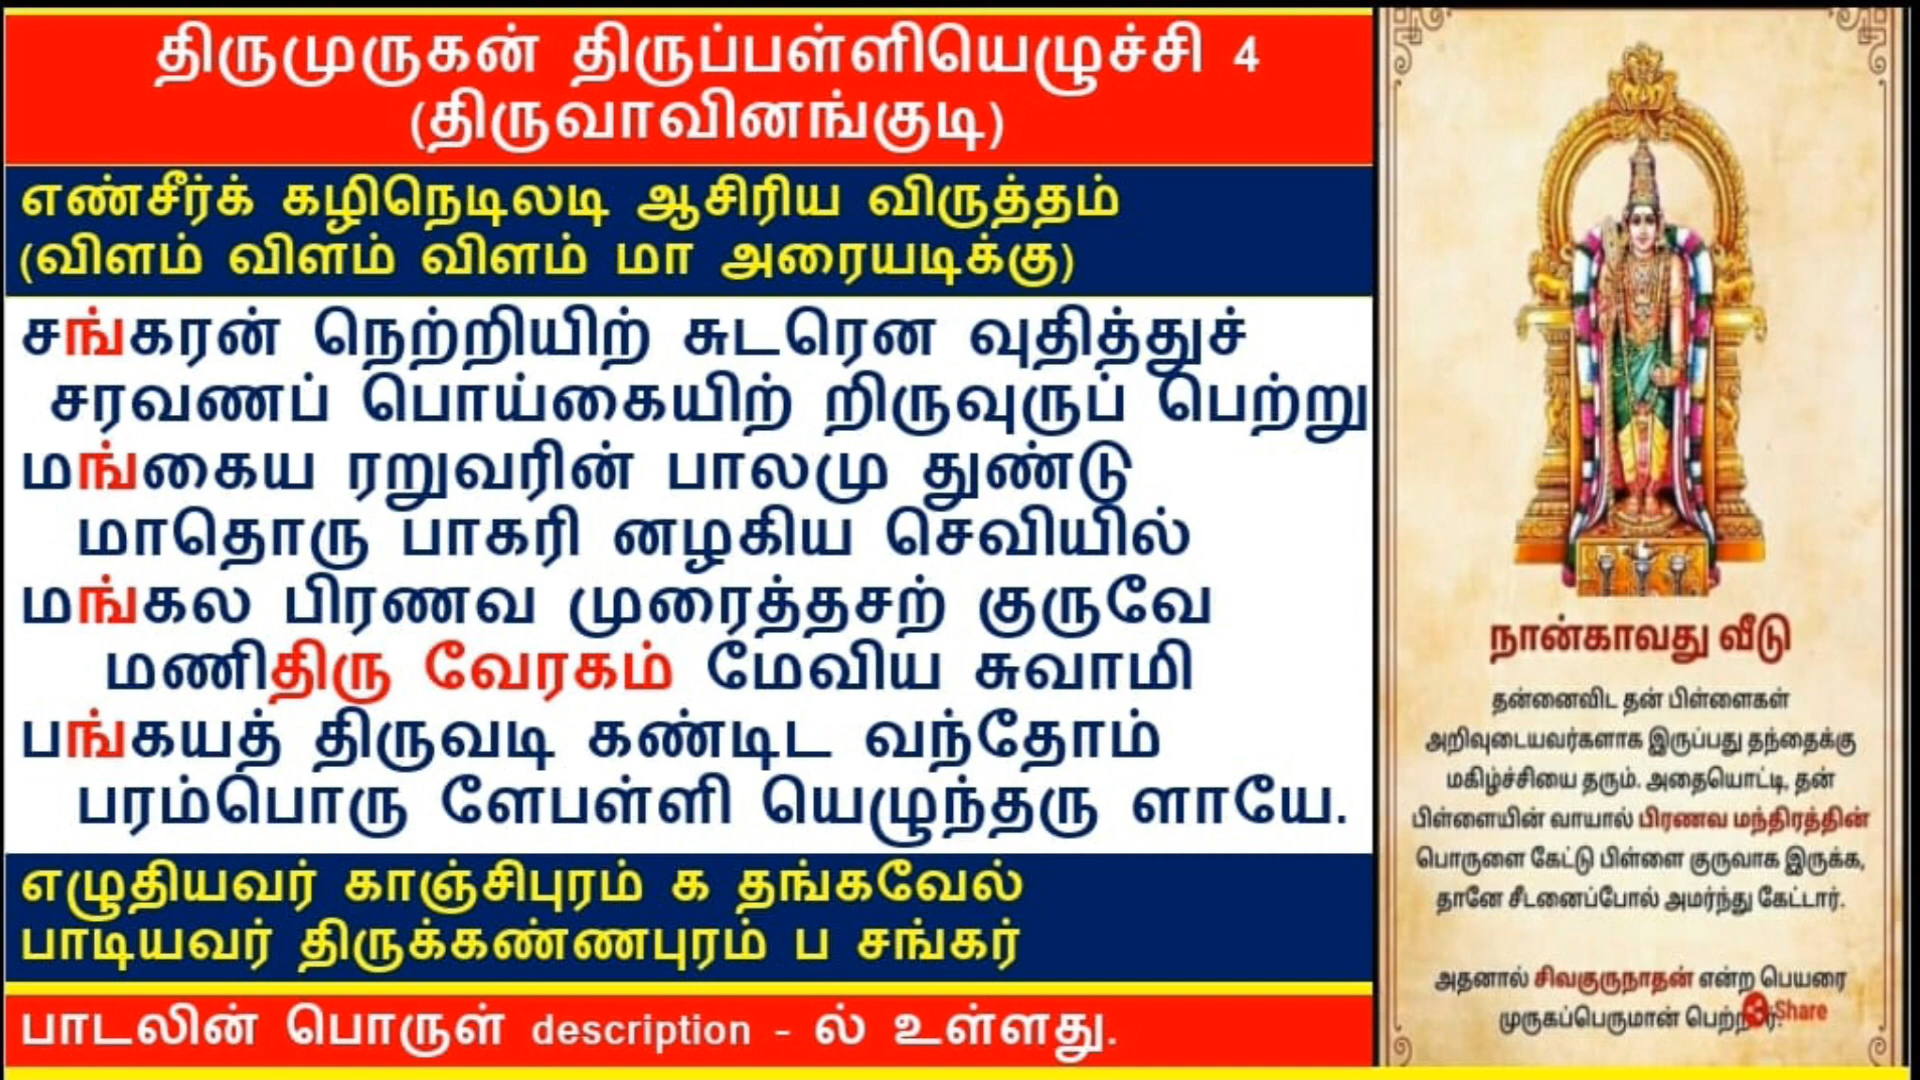 திருமுருகன் திருப்பள்ளியெழுச்சி 4
(திருவாவினங்குடி)
எண்சீர்க் கழிநெடிலடி ஆசிரிய விருத்தம்
(விளம் விளம் விளம் மா அரையடிக்கு)
சங்கரன் நெற்றியிற் சுடரென வுதித்துச்
சரவணப் பொய்கையிற் றிருவுருப் பெற்று
மங்கைய ரறுவரின் பாலமு துண்டு
மாதொரு பாகரி னழகிய செவியில்
மங்கல பிரணவ முரைத்தசற் குருவே
மணிதிரு வேரகம் மேவிய சுவாமி
பங்கயத் திருவடி கண்டிட வந்தோம்
பரம்பொரு ளேபள்ளி யெழுந்தரு ளாயே.
எழுதியவர் காஞ்சிபுரம் க தங்கவேல்
பாடியவர் திருக்கண்ணபுரம் ப சங்கர்
பாடலின் பொருள் description - ல் உள்ளது.
நான்காவது வீடு
தன்னைவிட தன் பிள்ளைகள்
அறிவுடையவர்களாக இருப்பது தந்தைக்கு
மகிழ்ச்சியை தரும். அதையொட்டி, தன்
பிள்ளையின் வாயால் பிரணவ மந்திரத்தின்
பொருளை கேட்டு பிள்ளை குருவாக இருக்க,
தானே சீடனைப்போல் அமர்ந்து கேட்டார்.
அதனால் சிவகுருநாதன் என்ற பெயரை
முருகப்பெருமான் Share